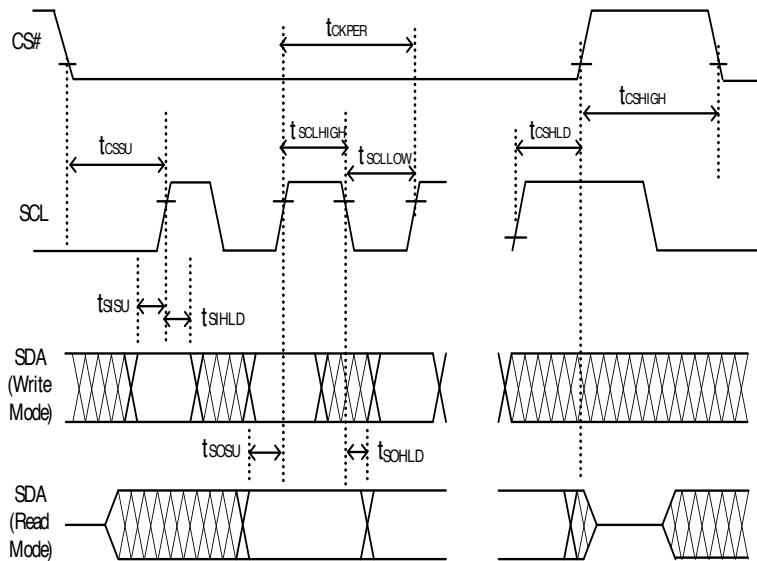 CS#
tCKPER
tCSHIGH
tSCLHIGH
tCSHLD
tCSSU
tSCLLOW
SCL
tSISU
tSIHLD
SDA
(Write
Mode)
tSOSU
tSOHLD
SDA
(Read
Mode)